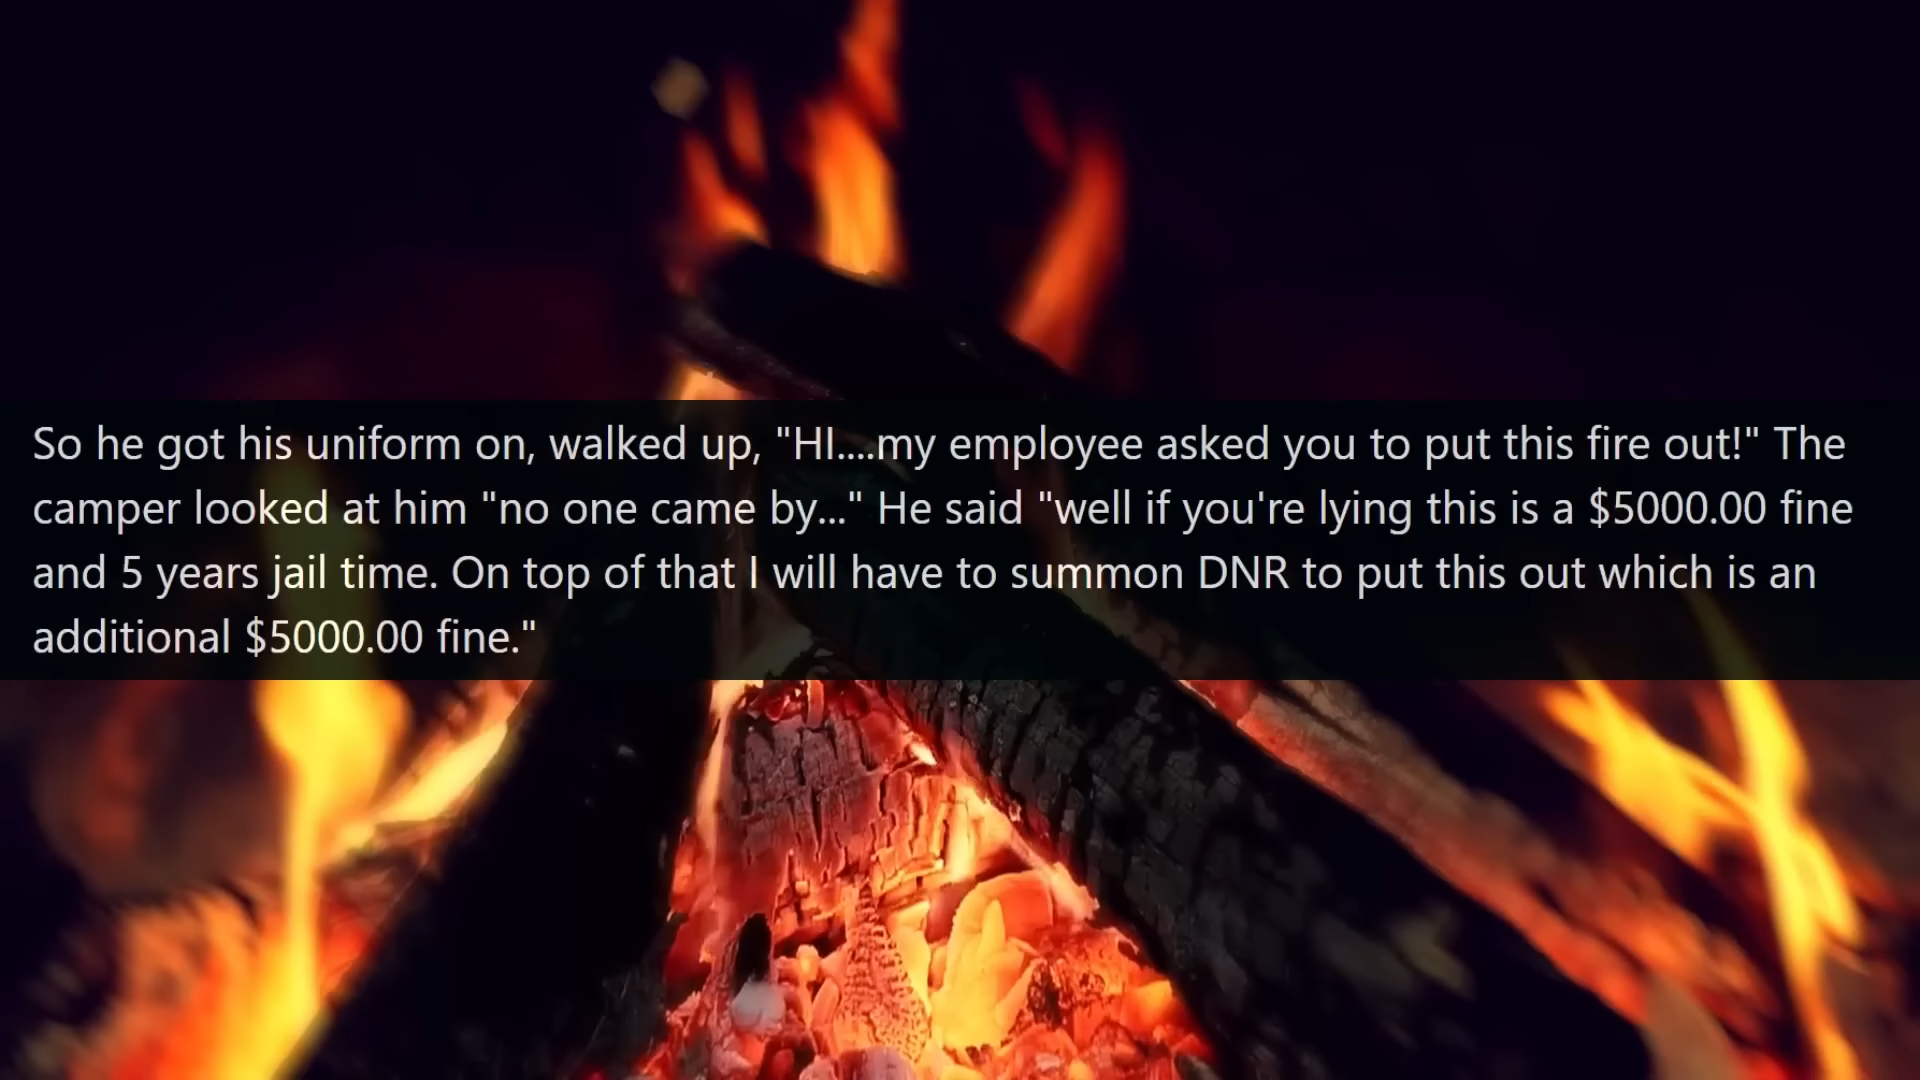 So he got his uniform on, walked up, "HI....my employee asked you to put this fire out!" The
camper looked at him "no one came by..." He said "well if you're lying this is a $5000.00 fine
and 5 years jail time. On top of that I will have to summon DNR to put this out which is an
additional $5000.00 fine."